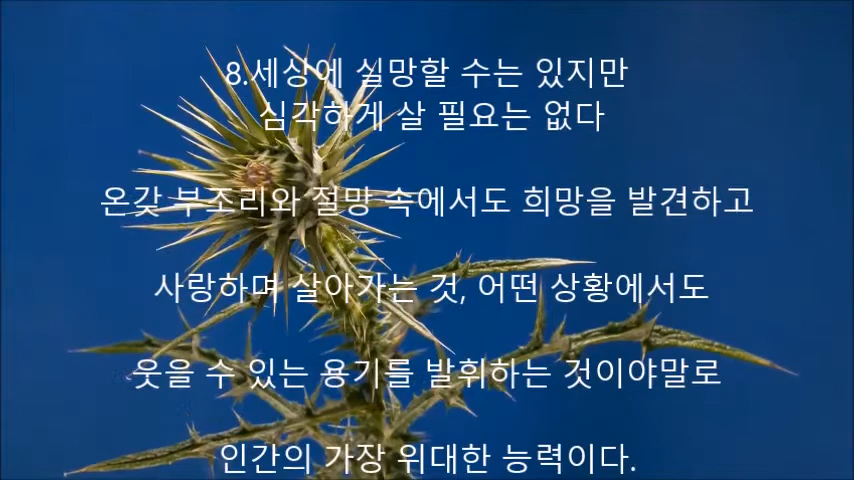 8.세상에 실망할 수는 있지만
심각하게 살 필요는 없다
온갖 부조리와 절망 속에서도 희망을 발견하고
사랑하며 살아가는 것, 어떤 상황에서도
웃을 수 있는 용기를 발휘하는 것이야말로
인간의 가장 위대한 능력이다.